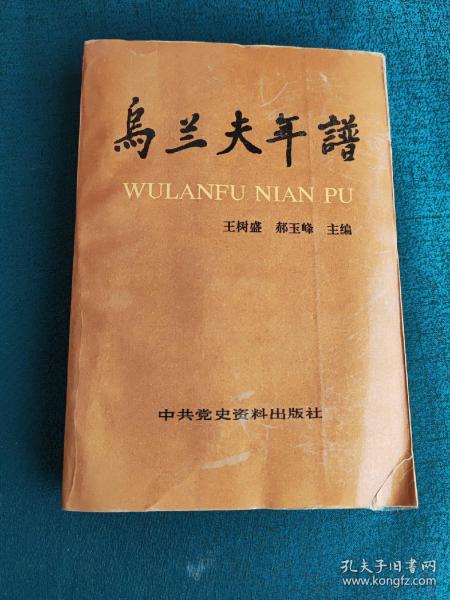 烏兰夫年譜
WULANFU NIAN PU
王树盛 郝玉峰 主编
中共党史资料出版社
孔夫子旧书网
www.kongfz.com